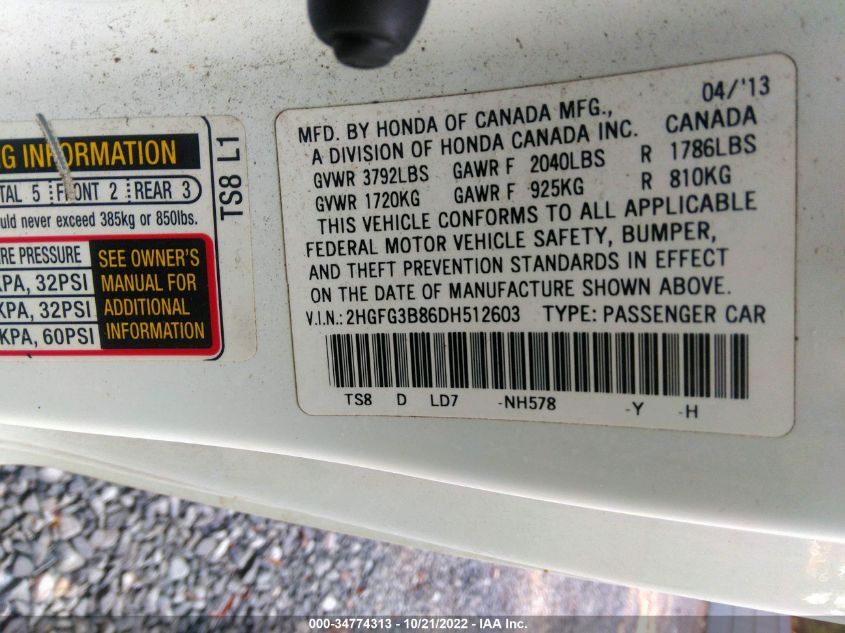 G INFORMATION
TAL 5 FRONT 2 REAR 3
uld never exceed 385kg or 850lbs.
RE PRESSURE
KPA, 32PSI
KPA, 32PSI
KPA, 60PSI
SEE OWNER'S
MANUAL FOR
ADDITIONAL
INFORMATION
TS8 L1
04/'13
MFD. BY HONDA OF CANADA MFG.,
A DIVISION OF HONDA CANADA INC. CANADA
GVWR 3792LBS GAWR F 2040LBS R 1786LBS
GVWR 1720KG GAWR F 925KG R 810KG
THIS VEHICLE CONFORMS TO ALL APPLICABLE
FEDERAL MOTOR VEHICLE SAFETY, BUMPER,
AND THEFT PREVENTION STANDARDS IN EFFECT
ON THE DATE OF MANUFACTURE SHOWN ABOVE.
V.I.N.: 2HGFG3B86DH512603 TYPE: PASSENGER CAR
TS8 D LD7 -NH578 -Y -H
000-34774313 - 10/21/2022 - IAA Inc.